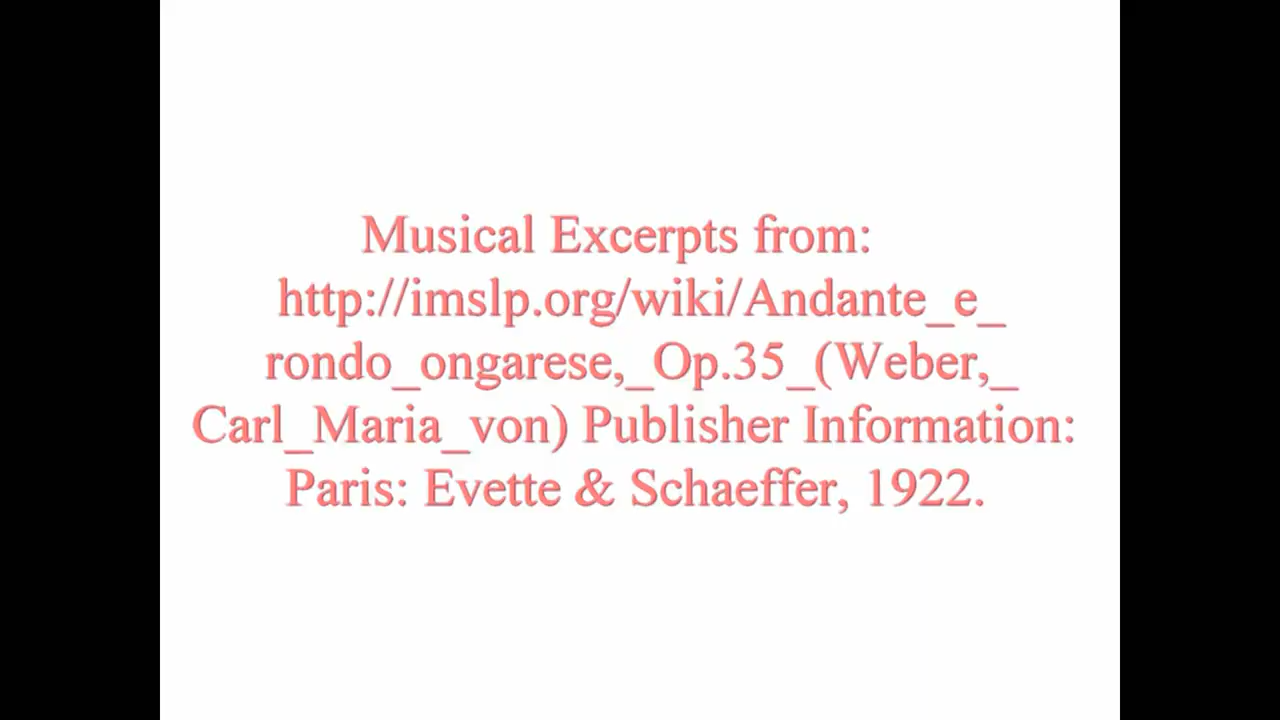 Musical Excerpts from:
http://imslp.org/wiki/Andante_e_
rondo_ongarese,_Op.35_(Weber,_
Carl_Maria_von) Publisher Information:
Paris: Evette & Schaeffer, 1922.